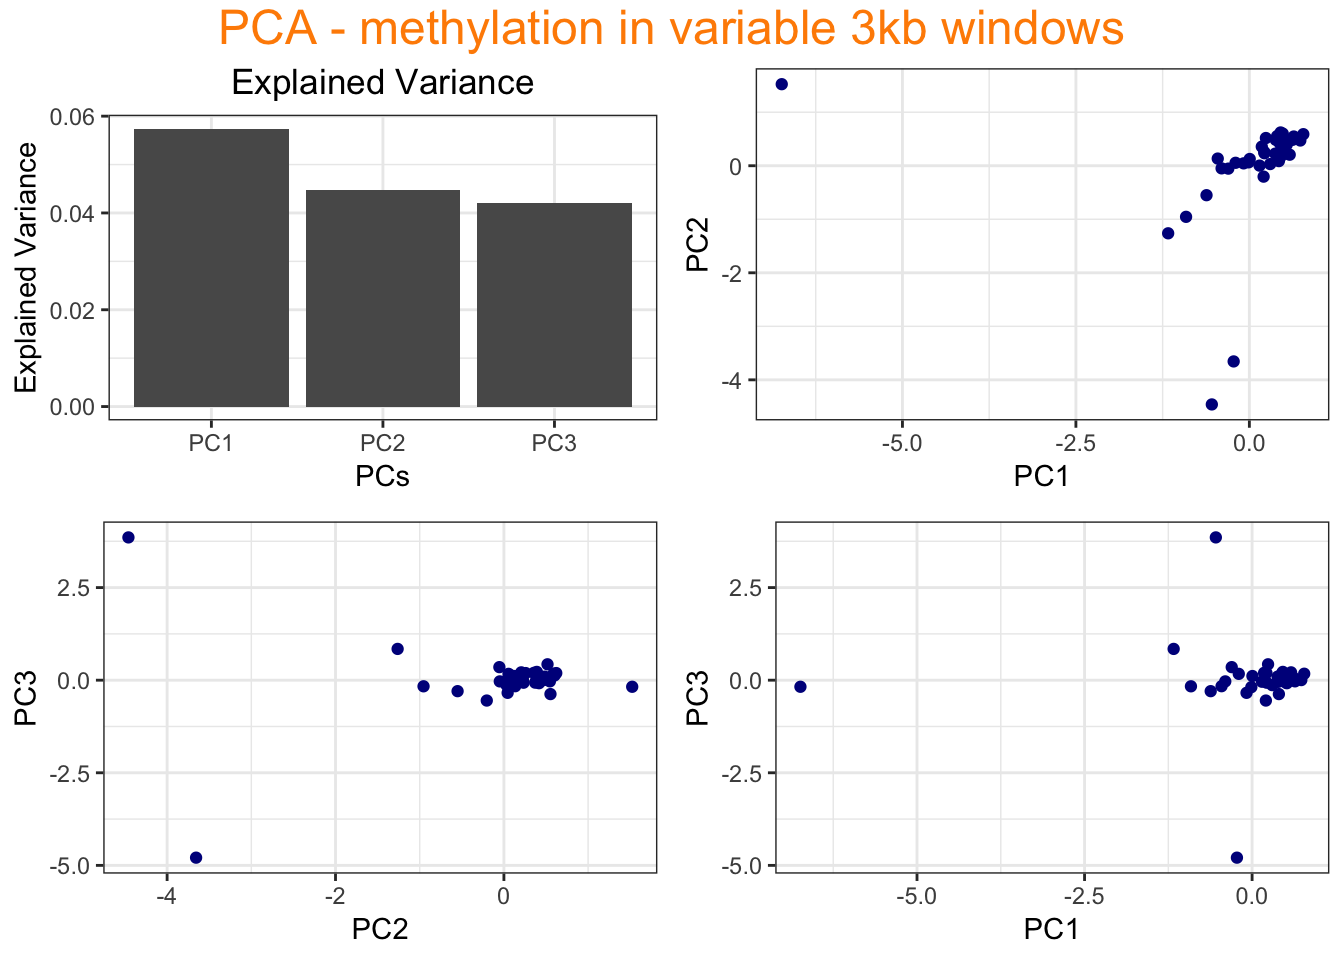 PCA - methylation in variable 3kb windows
Explained Variance
Explained Variance
0.06
0.04
0.02
0.00
PC1 PC2 PC3
PCs
PC2
0
-2
-4
-5.0 -2.5 0.0
PC1
PC3
2.5
0.0
-2.5
-5.0
-4 -2 0
PC2
PC3
2.5
0.0
-2.5
-5.0
-5.0 -2.5 0.0
PC1